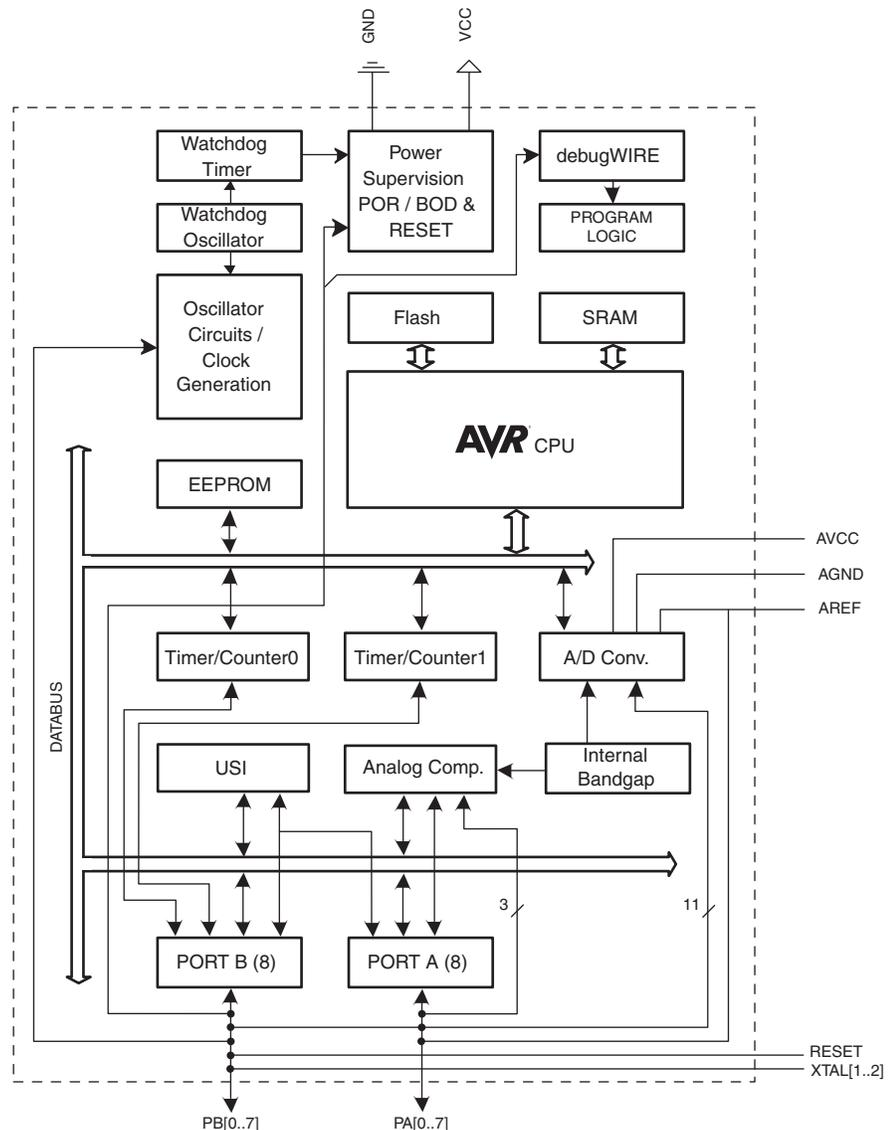 GND
VCC
Watchdog
Timer
Power
Supervision
POR / BOD &
RESET
debugWIRE
Watchdog
Oscillator
PROGRAM
LOGIC
Oscillator
Circuits /
Clock
Generation
Flash
SRAM
AVR CPU
EEPROM
AVCC
AGND
AREF
Timer/Counter0
Timer/Counter1
A/D Conv.
DATABUS
USI
Analog Comp.
Internal
Bandgap
3
11
PORT B (8)
PORT A (8)
RESET
XTAL[1..2]
PB[0..7]
PA[0..7]